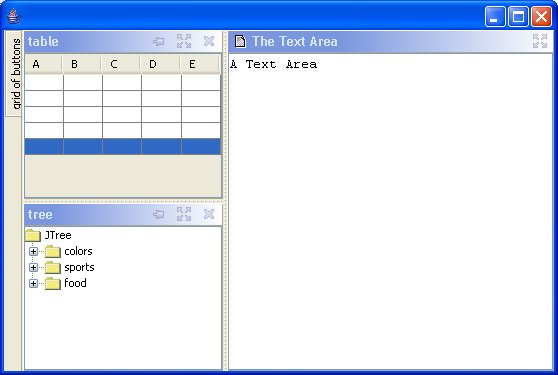 grid of buttons
table
A B C D E
tree
JTree
colors
sports
food
The Text Area
A Text Area